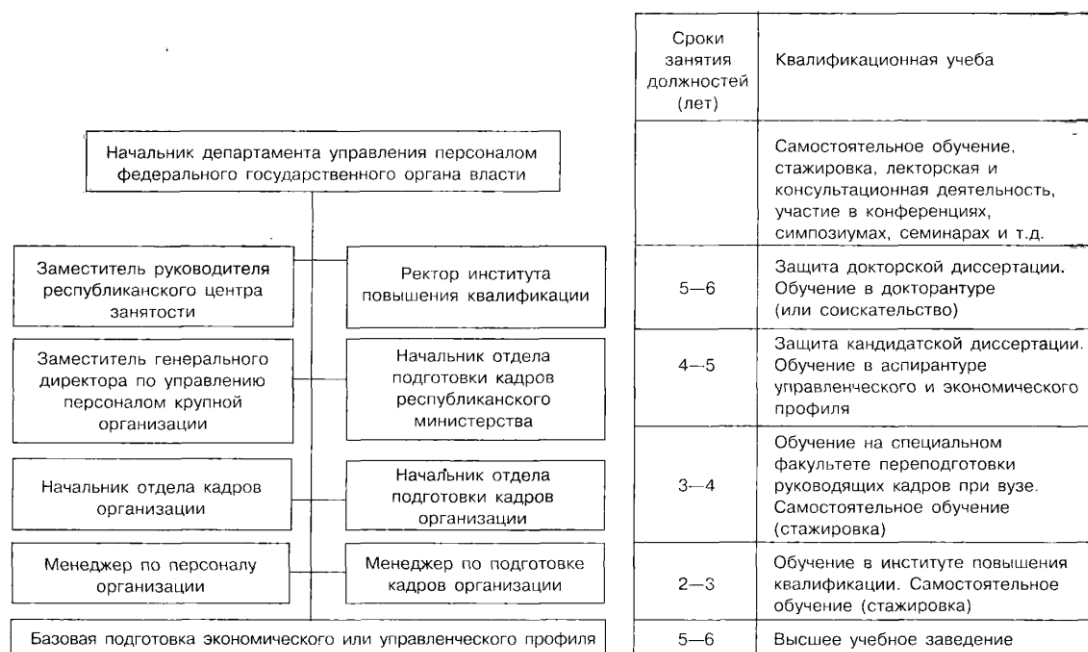 Сроки
занятия
должностей
(лет)
Квалификационная учеба
Начальник департамента управления персоналом
федерального государственного органа власти
Самостоятельное обучение,
стажировка, лекторская и
консультационная деятельность,
участие в конференциях,
симпозиумах, семинарах и т.д.
Заместитель руководителя
республиканского центра
занятости
Ректор института
повышения квалификации
5—6
Защита докторской диссертации.
Обучение в докторантуре
(или соискательство)
Заместитель генерального
директора по управлению
персоналом крупной
организации
Начальник отдела
подготовки кадров
республиканского
министерства
4—5
Защита кандидатской диссертации.
Обучение в аспирантуре
управленческого и экономического
профиля
Начальник отдела кадров
организации
Начальник отдела
подготовки кадров
организации
3—4
Обучение на специальном
факультете переподготовки
руководящих кадров при вузе.
Самостоятельное обучение
(стажировка)
Менеджер по персоналу
организации
Менеджер по подготовке
кадров организации
2—3
Обучение в институте повышения
квалификации. Самостоятельное
обучение (стажировка)
Базовая подготовка экономического или управленческого профиля
5—6
Высшее учебное заведение